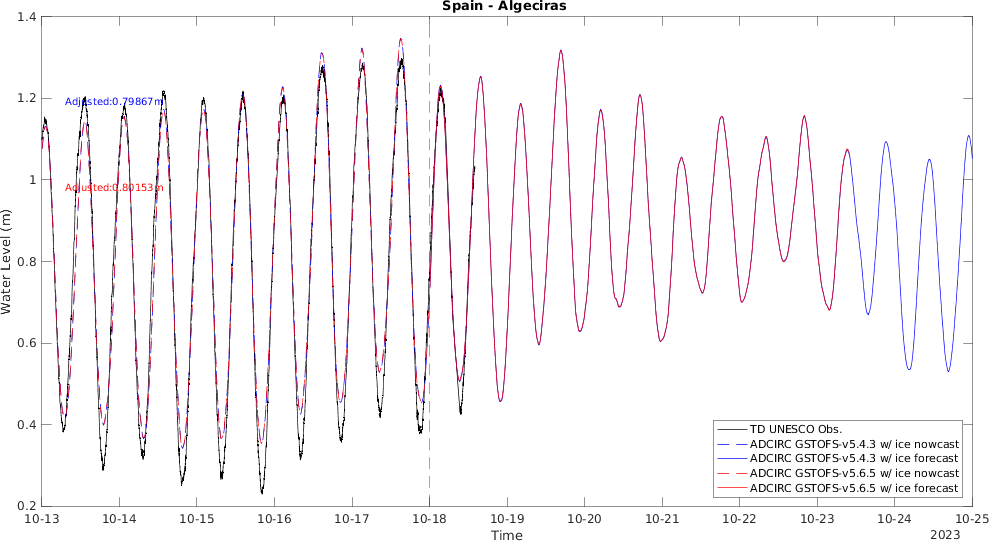 Spain - Algeciras
1.4
1.2
1
0.8
0.6
0.4
0.2
Water Level (m)
Adjusted:0.79867m
Adjusted:0.80153m
TD UNESCO Obs.
ADCIRC GSTOFS-v5.4.3 w/ ice nowcast
ADCIRC GSTOFS-v5.4.3 w/ ice forecast
ADCIRC GSTOFS-v5.6.5 w/ ice nowcast
ADCIRC GSTOFS-v5.6.5 w/ ice forecast
10-13 10-14 10-15 10-16 10-17 10-18 10-19 10-20 10-21 10-22 10-23 10-24 10-25
Time
2023